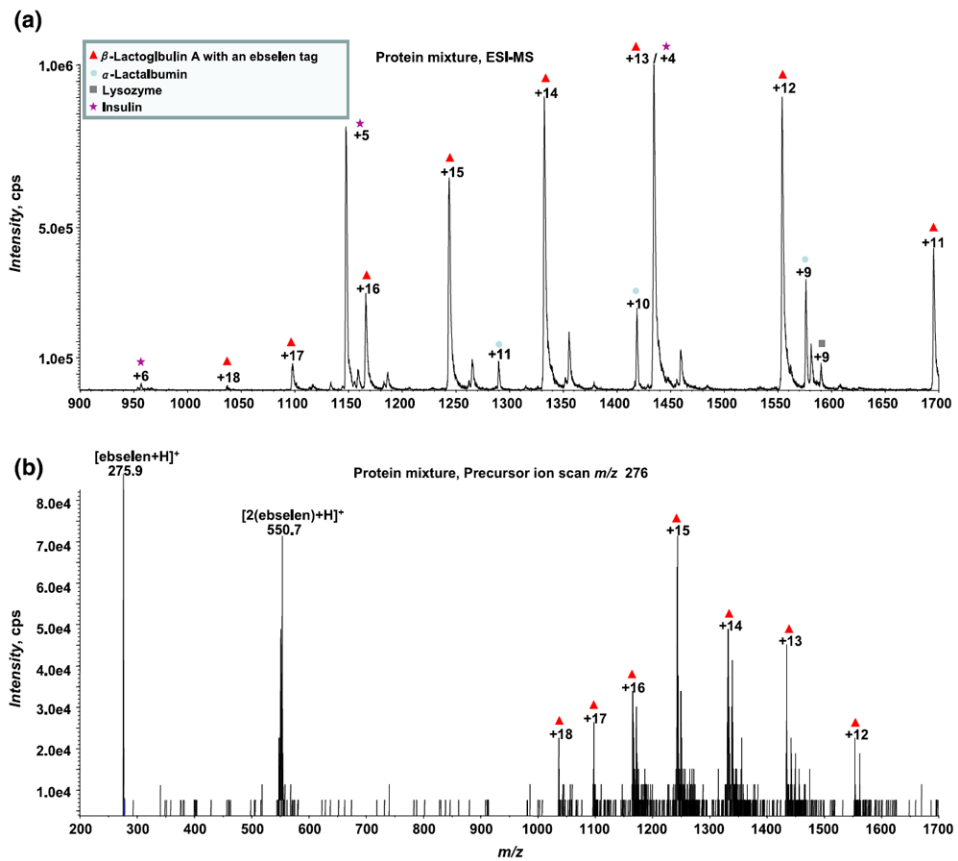 (a)
β-Lactoglbulin A with an ebselen tag
α-Lactalbumin
Lysozyme
Insulin
Protein mixture, ESI-MS
+13 / +4
+14
+12
+5
+15
+11
+16
+9
+10
+17
+11
+9
+6
+18
1.0e6
5.0e5
1.0e5
Intensity, cps
900 1000 1100 1150 1200 1250 1300 1350 1400 1450 1500 1550 1600 1700
(b)
[ebselen+H]⁺
275.9
Protein mixture, Precursor ion scan m/z 276
[2(ebselen)+H]⁺
550.7
+15
+14
+13
+16
+17
+18
+12
8.0e4
7.0e4
6.0e4
5.0e4
4.0e4
3.0e4
2.0e4
1.0e4
Intensity, cps
200 300 400 500 600 700 800 900 1000 1100 1200 1300 1400 1500 1600 1700
m/z